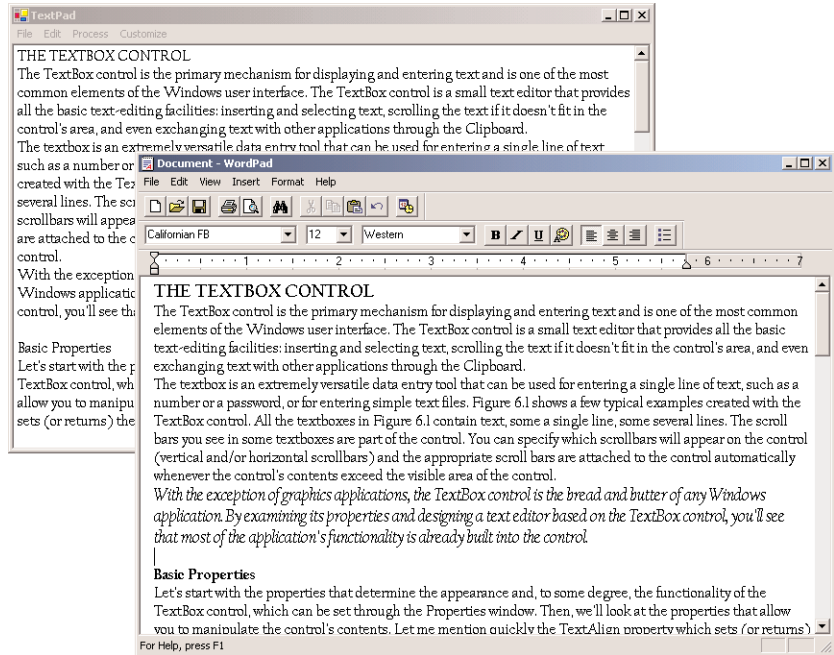 TextPad
File Edit Process Customize
THE TEXTBOX CONTROL
The TextBox control is the primary mechanism for displaying and entering text and is one of the most
common elements of the Windows user interface. The TextBox control is a small text editor that provides
all the basic text-editing facilities: inserting and selecting text, scrolling the text if it doesn't fit in the
control's area, and even exchanging text with other applications through the Clipboard.
The textbox is an extremely versatile data entry tool that can be used for entering a single line of text,
such as a number or
created with the Tex
several lines. The scr
scrollbars will appea
are attached to the c
control.
With the exception
Windows applicatio
control, you'll see tha
Basic Properties
Let's start with the p
TextBox control, wh
allow you to manipu
sets (or returns) the
Document - WordPad
File Edit View Insert Format Help
Californian FB 12 Western B I U
1 2 3 4 5 6 7
THE TEXTBOX CONTROL
The TextBox control is the primary mechanism for displaying and entering text and is one of the most common
elements of the Windows user interface. The TextBox control is a small text editor that provides all the basic
text-editing facilities: inserting and selecting text, scrolling the text if it doesn't fit in the control's area, and even
exchanging text with other applications through the Clipboard.
The textbox is an extremely versatile data entry tool that can be used for entering a single line of text, such as a
number or a password, or for entering simple text files. Figure 6.1 shows a few typical examples created with the
TextBox control. All the textboxes in Figure 6.1 contain text, some a single line, some several lines. The scroll
bars you see in some textboxes are part of the control. You can specify which scrollbars will appear on the control
(vertical and/or horizontal scrollbars) and the appropriate scroll bars are attached to the control automatically
whenever the control's contents exceed the visible area of the control.
With the exception of graphics applications, the TextBox control is the bread and butter of any Windows
application. By examining its properties and designing a text editor based on the TextBox control, you'll see
that most of the application's functionality is already built into the control.
Basic Properties
Let's start with the properties that determine the appearance and, to some degree, the functionality of the
TextBox control, which can be set through the Properties window. Then, we'll look at the properties that allow
you to manipulate the control's contents. Let me mention quickly the TextAlign property which sets (or returns)
For Help, press F1